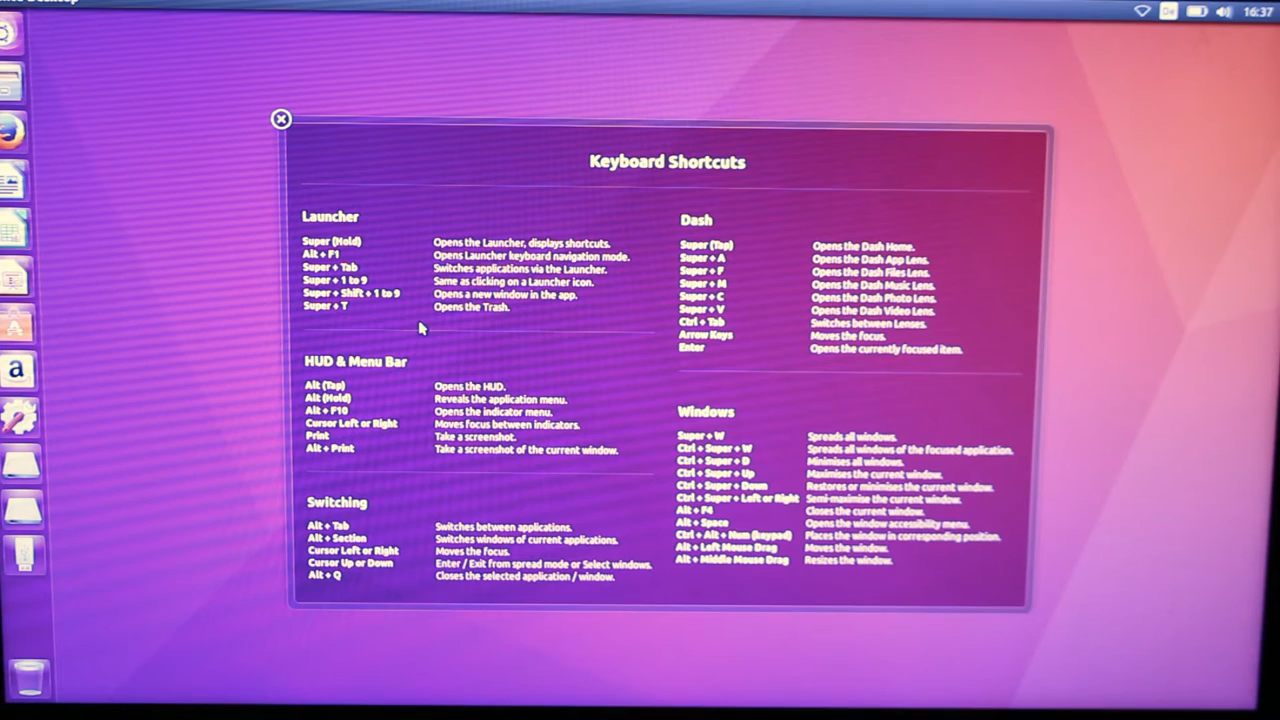 Desktop
De
16:37
Keyboard Shortcuts
Launcher
Super (Hold) Opens the Launcher, displays shortcuts.
Alt + F1 Opens Launcher keyboard navigation mode.
Super + Tab Switches applications via the Launcher.
Super + 1 to 9 Same as clicking on a Launcher icon.
Super + Shift + 1 to 9 Opens a new window in the app.
Super + T Opens the Trash.
HUD & Menu Bar
Alt (Tap) Opens the HUD.
Alt (Hold) Reveals the application menu.
Alt + F10 Opens the indicator menu.
Cursor Left or Right Moves focus between indicators.
Print Take a screenshot.
Alt + Print Take a screenshot of the current window.
Switching
Alt + Tab Switches between applications.
Alt + Section Switches windows of current applications.
Cursor Left or Right Moves the focus.
Cursor Up or Down Enter / Exit from spread mode or Select windows.
Alt + Q Closes the selected application / window.
Dash
Super (Tap) Opens the Dash Home.
Super + A Opens the Dash App Lens.
Super + F Opens the Dash Files Lens.
Super + M Opens the Dash Music Lens.
Super + C Opens the Dash Photo Lens.
Super + V Opens the Dash Video Lens.
Ctrl + Tab Switches between Lenses.
Arrow Keys Moves the focus.
Enter Opens the currently focused item.
Windows
Super + W Spreads all windows.
Ctrl + Super + W Spreads all windows of the focused application.
Ctrl + Super + D Minimises all windows.
Ctrl + Super + Up Maximises the current window.
Ctrl + Super + Down Restores or minimises the current window.
Ctrl + Super + Left or Right Semi-maximise the current window.
Alt + F4 Closes the current window.
Alt + Space Opens the window accessibility menu.
Ctrl + Alt + Num (keypad) Places the window in corresponding position.
Alt + Left Mouse Drag Moves the window.
Alt + Middle Mouse Drag Resizes the window.
a